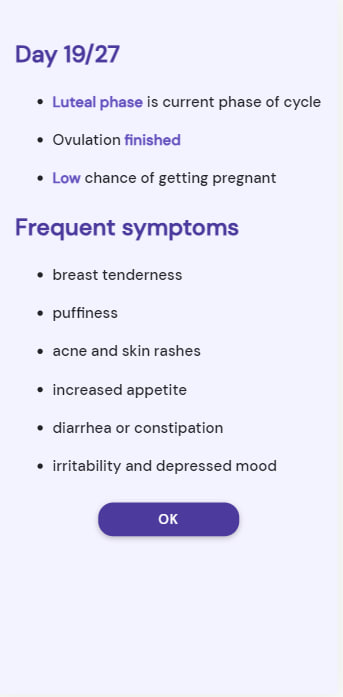 Day 19/27
Luteal phase is current phase of cycle
Ovulation finished
Low chance of getting pregnant
Frequent symptoms
breast tenderness
puffiness
acne and skin rashes
increased appetite
diarrhea or constipation
irritability and depressed mood
OK